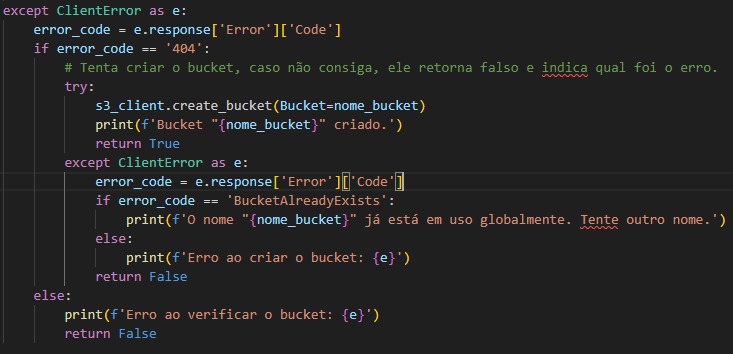 except ClientError as e:
    error_code = e.response['Error']['Code']
    if error_code == '404':
        # Tenta criar o bucket, caso não consiga, ele retorna falso e indica qual foi o erro.
        try:
            s3_client.create_bucket(Bucket=nome_bucket)
            print(f'Bucket "{nome_bucket}" criado.')
            return True
        except ClientError as e:
            error_code = e.response['Error']['Code']
            if error_code == 'BucketAlreadyExists':
                print(f'O nome "{nome_bucket}" já está em uso globalmente. Tente outro nome.')
            else:
                print(f'Erro ao criar o bucket: {e}')
            return False
    else:
        print(f'Erro ao verificar o bucket: {e}')
        return False